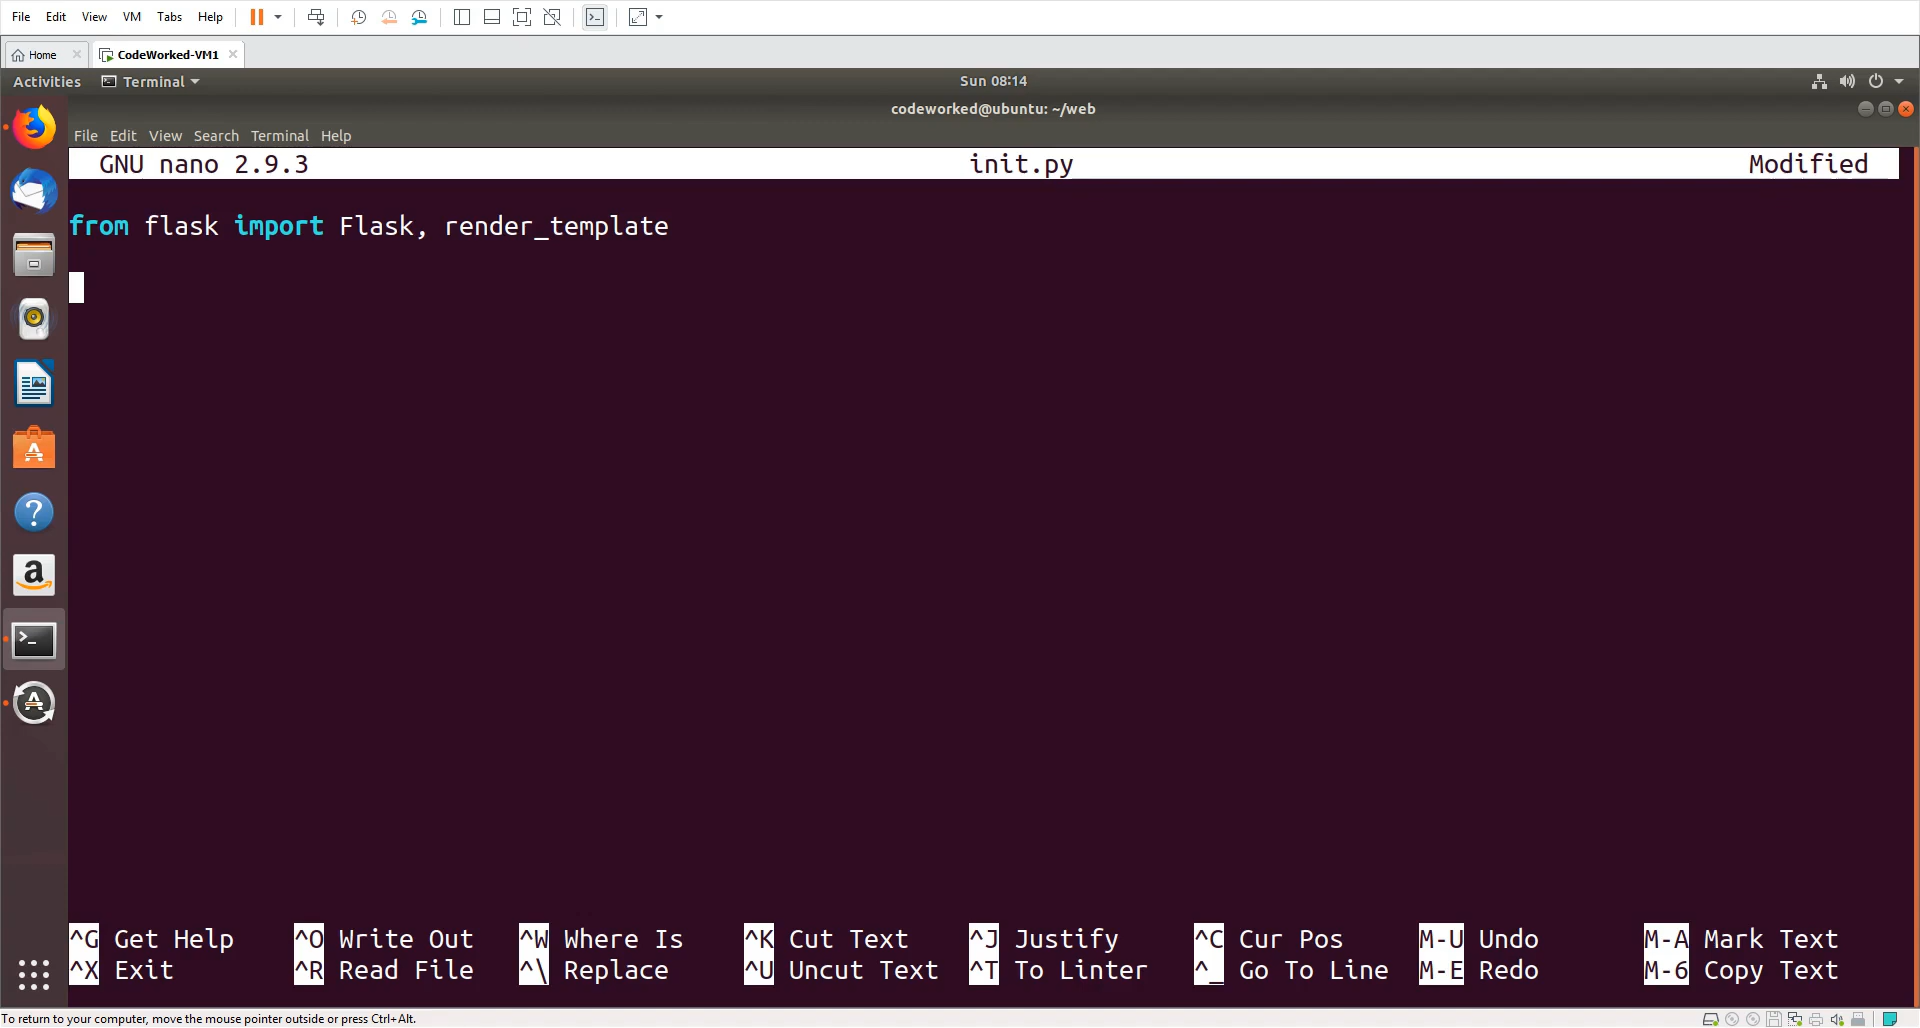 File Edit View VM Tabs Help
Home CodeWorked-VM1
Activities Terminal Sun 08:14
codeworked@ubuntu: ~/web
File Edit View Search Terminal Help
GNU nano 2.9.3 init.py Modified
from flask import Flask, render_template
^G Get Help ^O Write Out ^W Where Is ^K Cut Text ^J Justify ^C Cur Pos M-U Undo M-A Mark Text
^X Exit ^R Read File ^\ Replace ^U Uncut Text ^T To Linter ^_ Go To Line M-E Redo M-6 Copy Text
To return to your computer, move the mouse pointer outside or press Ctrl+Alt.